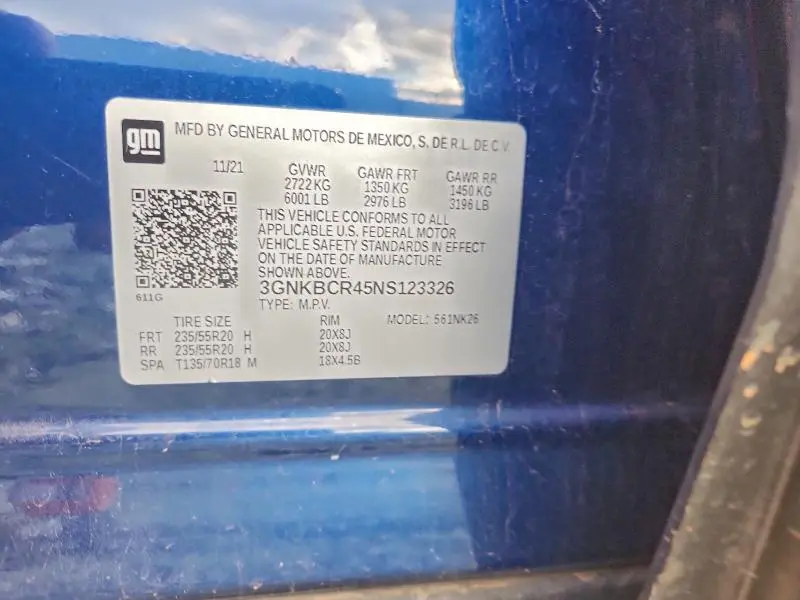 gm
MFD BY GENERAL MOTORS DE MEXICO, S. DE R.L. DE C.V.
11/21 GVWR GAWR FRT GAWR RR
2722 KG 1350 KG 1450 KG
6001 LB 2976 LB 3196 LB
THIS VEHICLE CONFORMS TO ALL
APPLICABLE U.S. FEDERAL MOTOR
VEHICLE SAFETY STANDARDS IN EFFECT
ON THE DATE OF MANUFACTURE
SHOWN ABOVE.
611G
3GNKBCR45NS123326
TYPE: M.P.V.
TIRE SIZE RIM MODEL: 561NK26
FRT 235/55R20 H 20X8J
RR 235/55R20 H 20X8J
SPA T135/70R18 M 18X4.5B